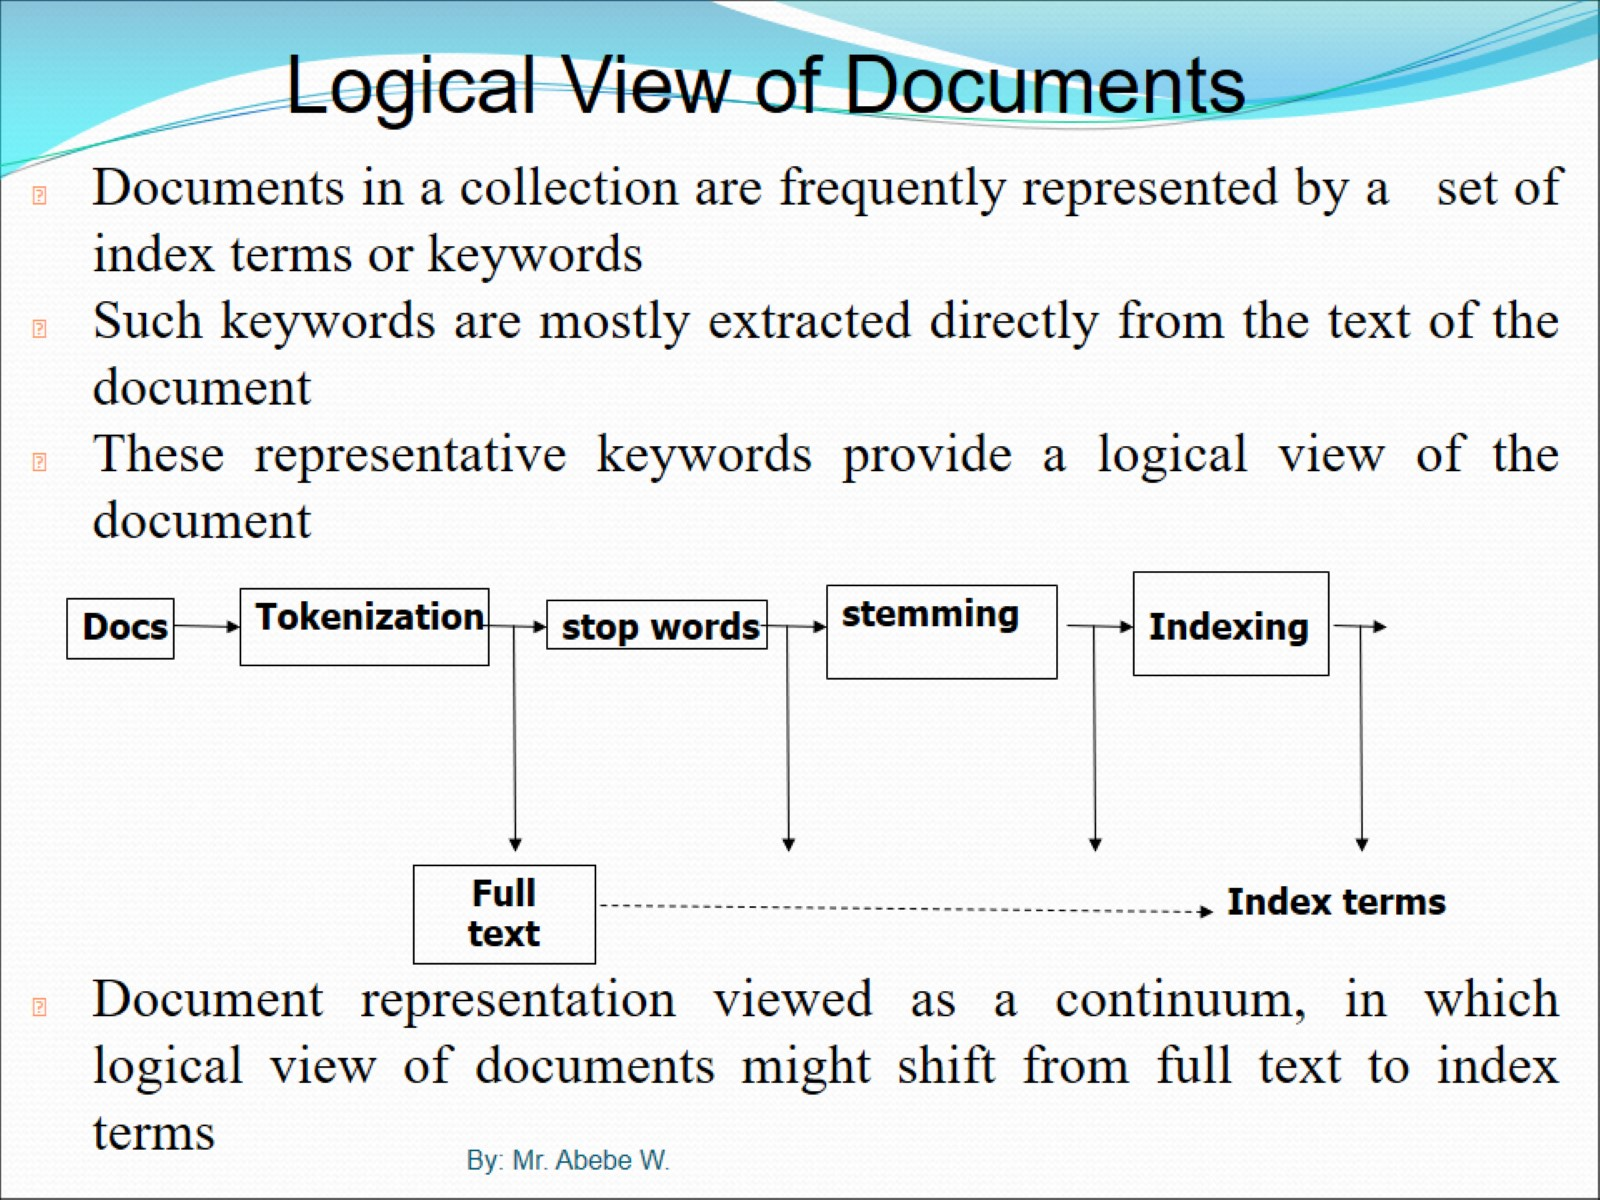 Logical View of Documents
Documents in a collection are frequently represented by a set of
index terms or keywords
Such keywords are mostly extracted directly from the text of the
document
These representative keywords provide a logical view of the
document
Docs
Tokenization
stop words
stemming
Indexing
Full
text
Index terms
Document representation viewed as a continuum, in which
logical view of documents might shift from full text to index
terms
By: Mr. Abebe W.